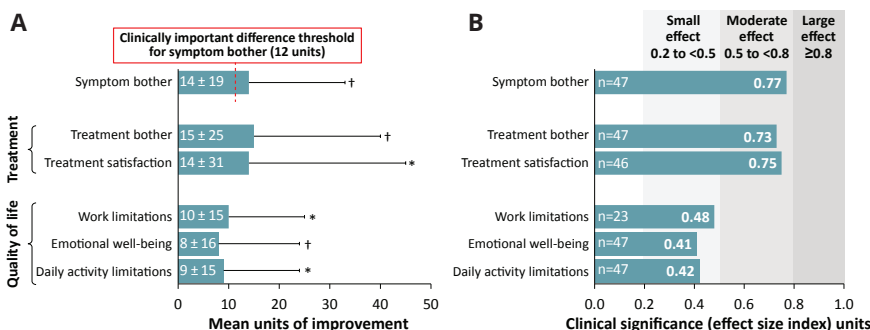 A
Clinically important difference threshold
for symptom bother (12 units)
Symptom bother
14 ± 19
†
Treatment
Treatment bother
15 ± 25
†
Treatment satisfaction
14 ± 31
*
Quality of life
Work limitations
10 ± 15
*
Emotional well-being
8 ± 16
†
Daily activity limitations
9 ± 15
*
0 10 20 30 40 50
Mean units of improvement
B
Small
effect
0.2 to <0.5
Moderate
effect
0.5 to <0.8
Large
effect
≥0.8
Symptom bother
n=47
0.77
Treatment bother
n=47
0.73
Treatment satisfaction
n=46
0.75
Work limitations
n=23
0.48
Emotional well-being
n=47
0.41
Daily activity limitations
n=47
0.42
0.0 0.2 0.4 0.6 0.8 1.0
Clinical significance (effect size index) units